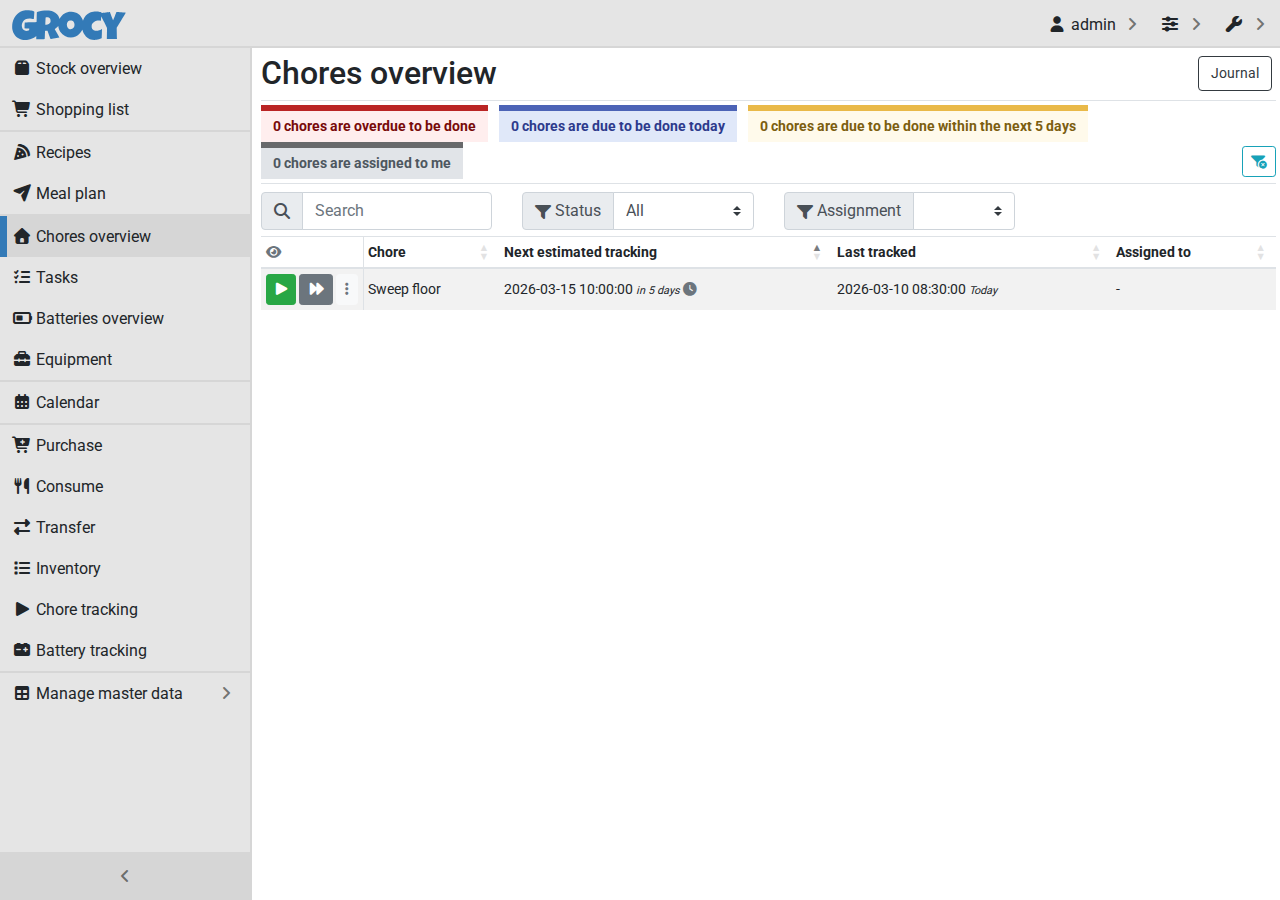 GROCY
admin
Stock overview
Shopping list
Recipes
Meal plan
Chores overview
Tasks
Batteries overview
Equipment
Calendar
Purchase
Consume
Transfer
Inventory
Chore tracking
Battery tracking
Manage master data
Chores overview
Journal
0 chores are overdue to be done
0 chores are due to be done today
0 chores are due to be done within the next 5 days
0 chores are assigned to me
Search
Status All
Assignment
Chore Next estimated tracking Last tracked Assigned to
Sweep floor 2026-03-15 10:00:00 in 5 days 2026-03-10 08:30:00 Today -